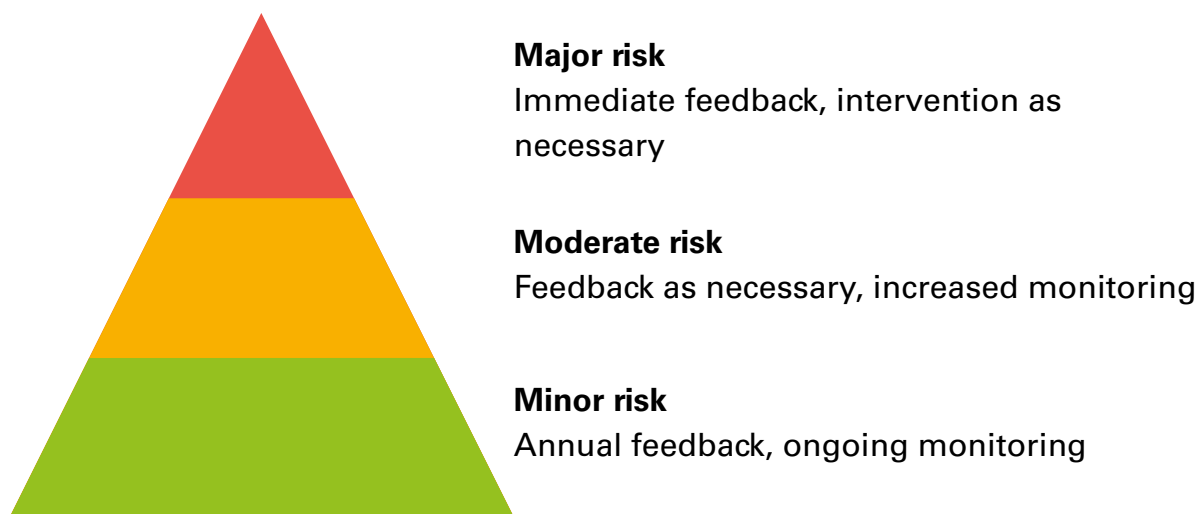 Major risk
Immediate feedback, intervention as
necessary
Moderate risk
Feedback as necessary, increased monitoring
Minor risk
Annual feedback, ongoing monitoring